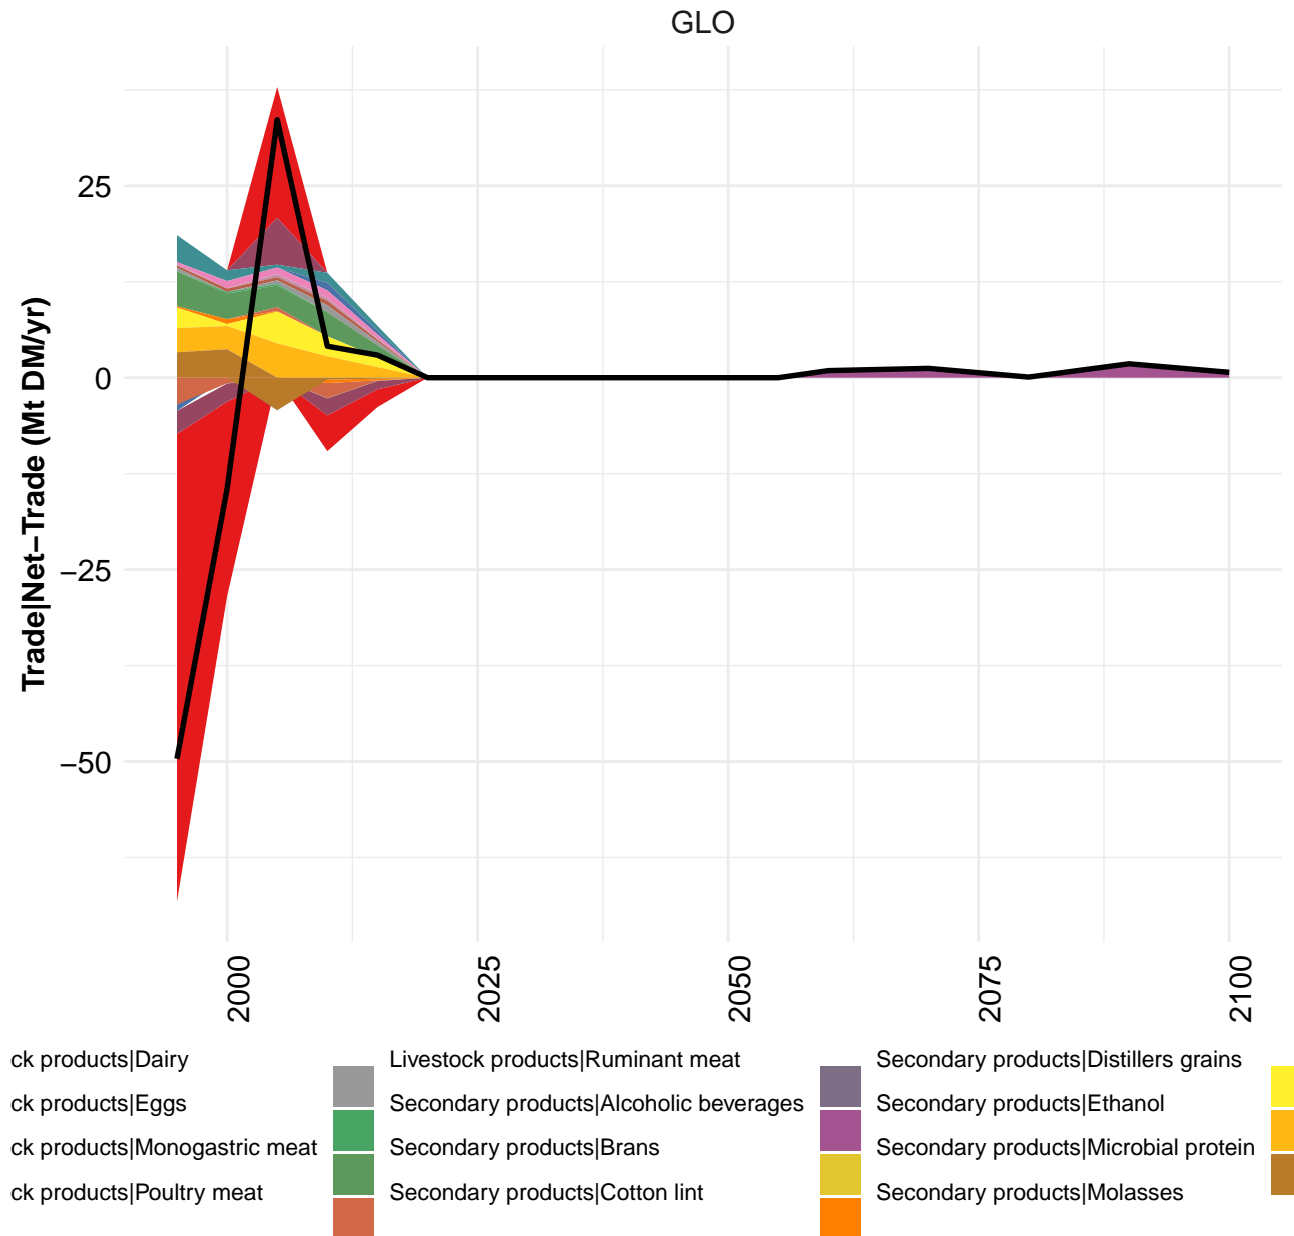 GLO
Trade|Net−Trade (Mt DM/yr)
25
0
−25
−50
2000
2025
2050
2075
2100
ck products|Dairy
Livestock products|Ruminant meat
Secondary products|Distillers grains
ck products|Eggs
Secondary products|Alcoholic beverages
Secondary products|Ethanol
ck products|Monogastric meat
Secondary products|Brans
Secondary products|Microbial protein
ck products|Poultry meat
Secondary products|Cotton lint
Secondary products|Molasses